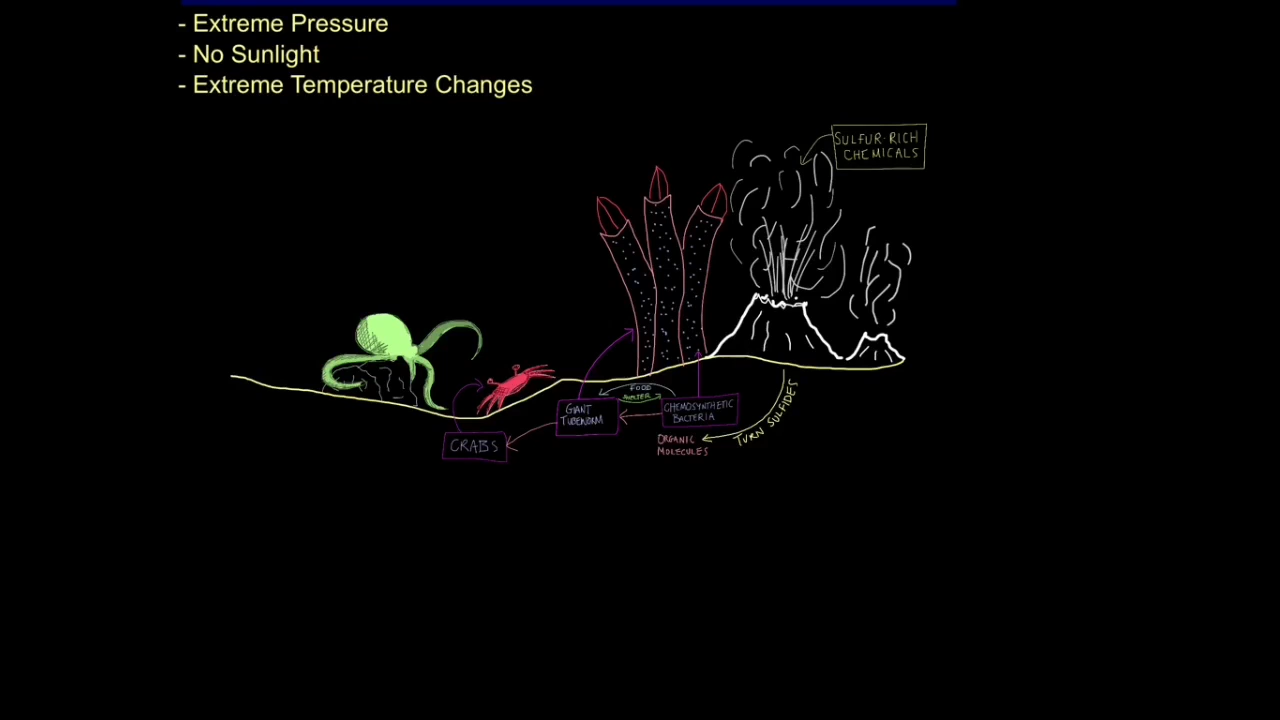 - Extreme Pressure
- No Sunlight
- Extreme Temperature Changes
SULFUR-RICH
CHEMICALS
FOOD
SHELTER
GIANT
TUBEWORM
CHEMOSYNTHETIC
BACTERIA
TURN SULFIDES
ORGANIC
MOLECULES
CRABS